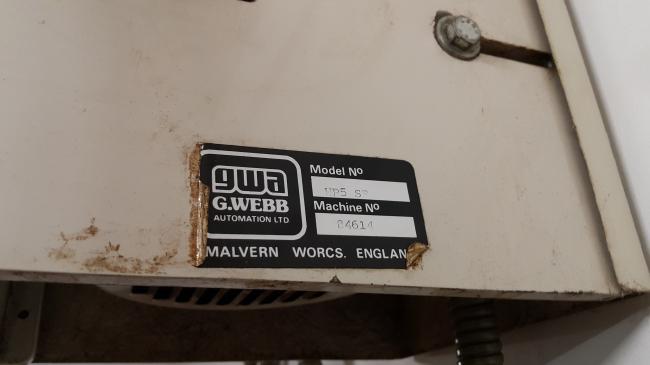 gwa
G.WEBB
AUTOMATION LTD
Model No
Machine No
MALVERN WORCS. ENGLAN